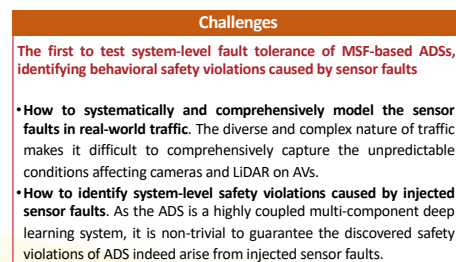 Challenges
The first to test system-level fault tolerance of MSF-based ADSs,
identifying behavioral safety violations caused by sensor faults
•How to systematically and comprehensively model the sensor
faults in real-world traffic. The diverse and complex nature of traffic
makes it difficult to comprehensively capture the unpredictable
conditions affecting cameras and LiDAR on AVs.
•How to identify system-level safety violations caused by injected
sensor faults. As the ADS is a highly coupled multi-component deep
learning system, it is non-trivial to guarantee the discovered safety
violations of ADS indeed arise from injected sensor faults.